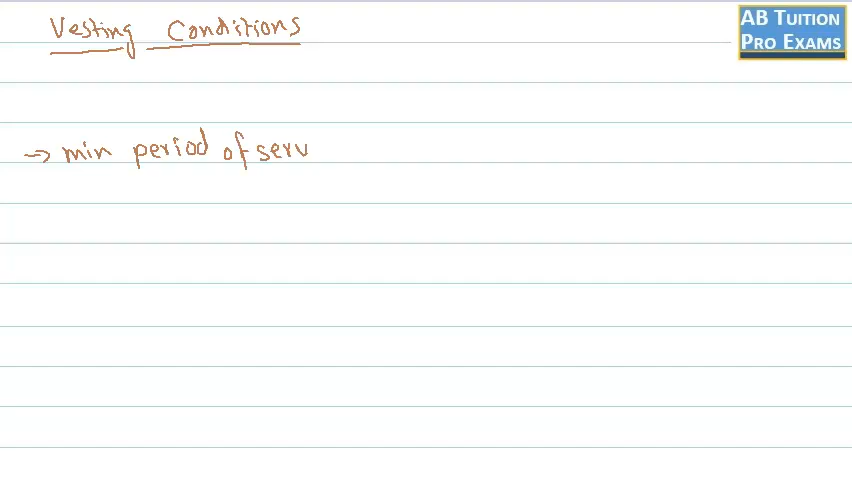 Vesting Conditions
AB TUITION
PRO EXAMS
→ min period of serv